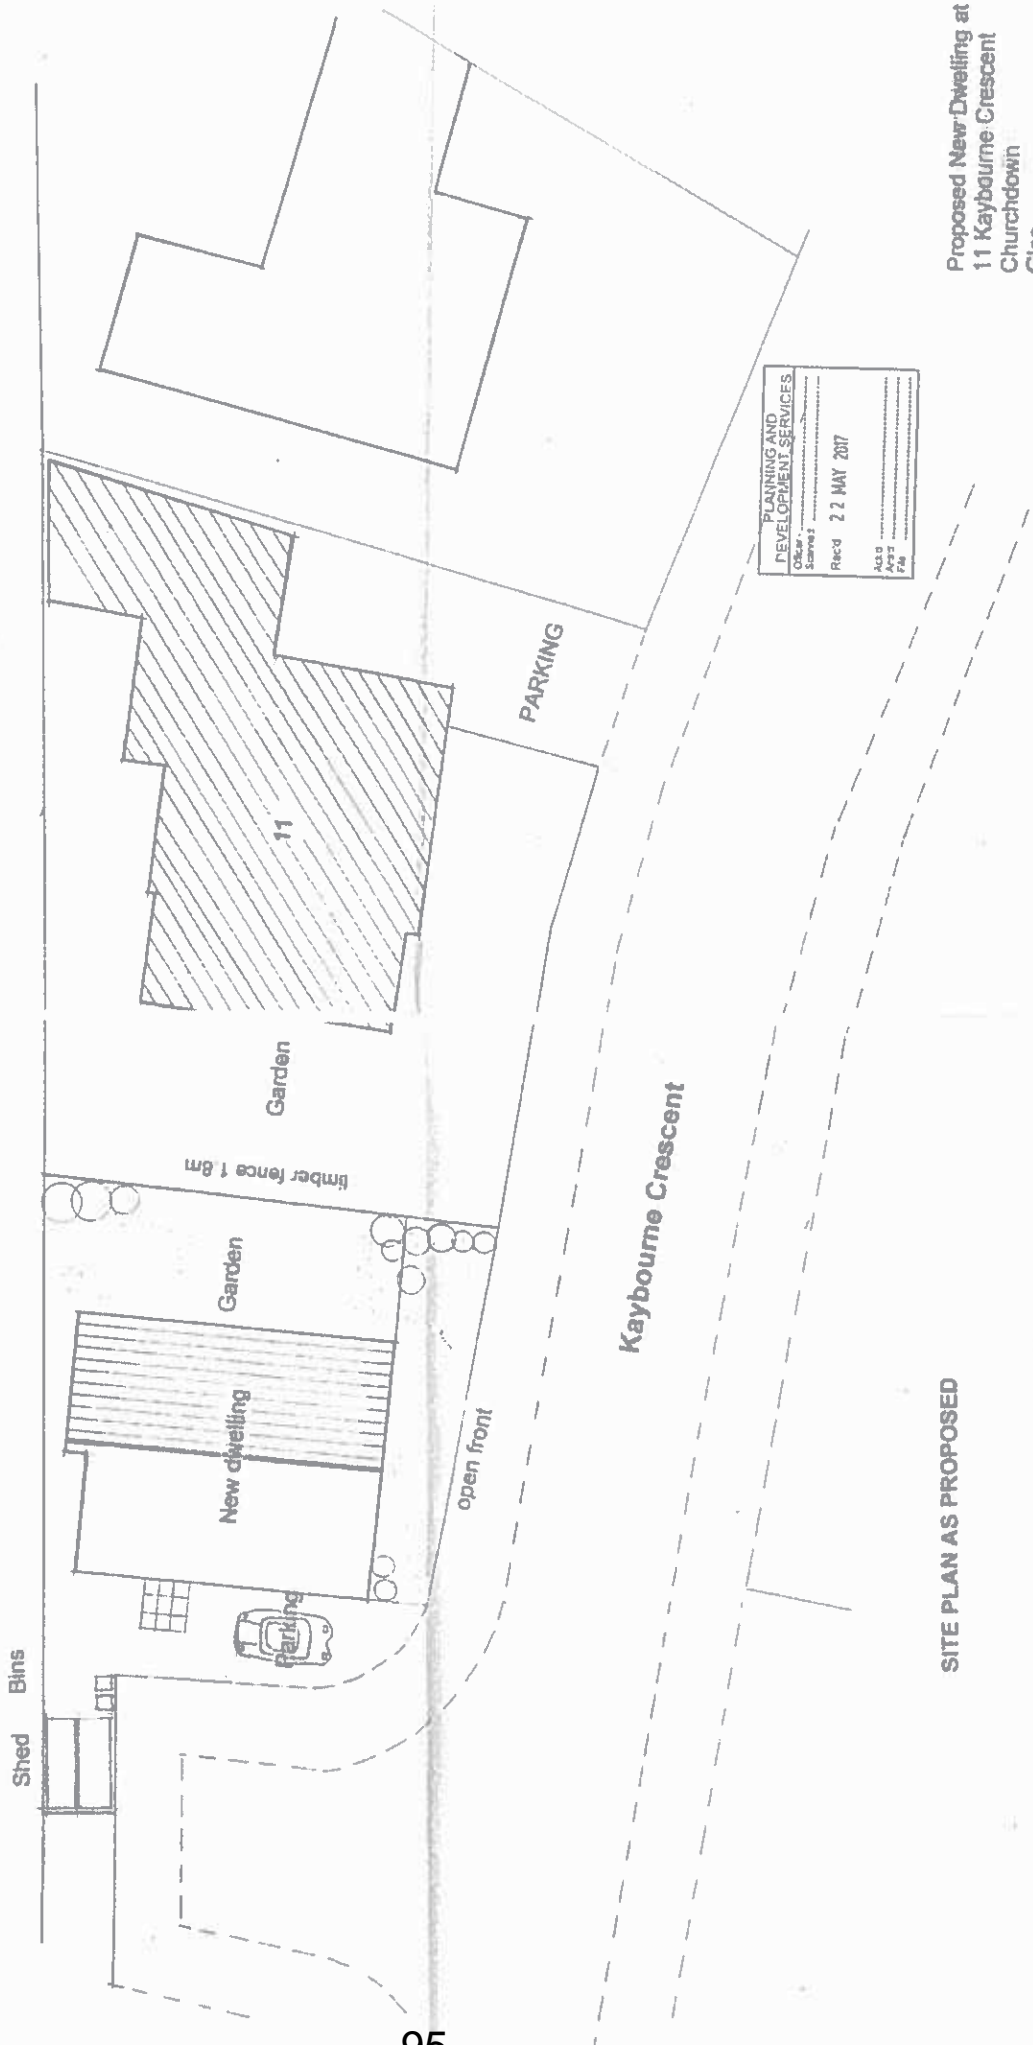 Proposed New Dwelling at
11 Kaybourne Crescent
Churchdown
PLANNING AND
DEVELOPMENT SERVICES
Officer
Scanned
Rec'd 22 MAY 2017
Ack'd
Ans'd
File
PARKING
11
Garden
timber fence 1.8m
Garden
New dwelling
Parking
open front
Kaybourne Crescent
Bins
Shed
SITE PLAN AS PROPOSED
95